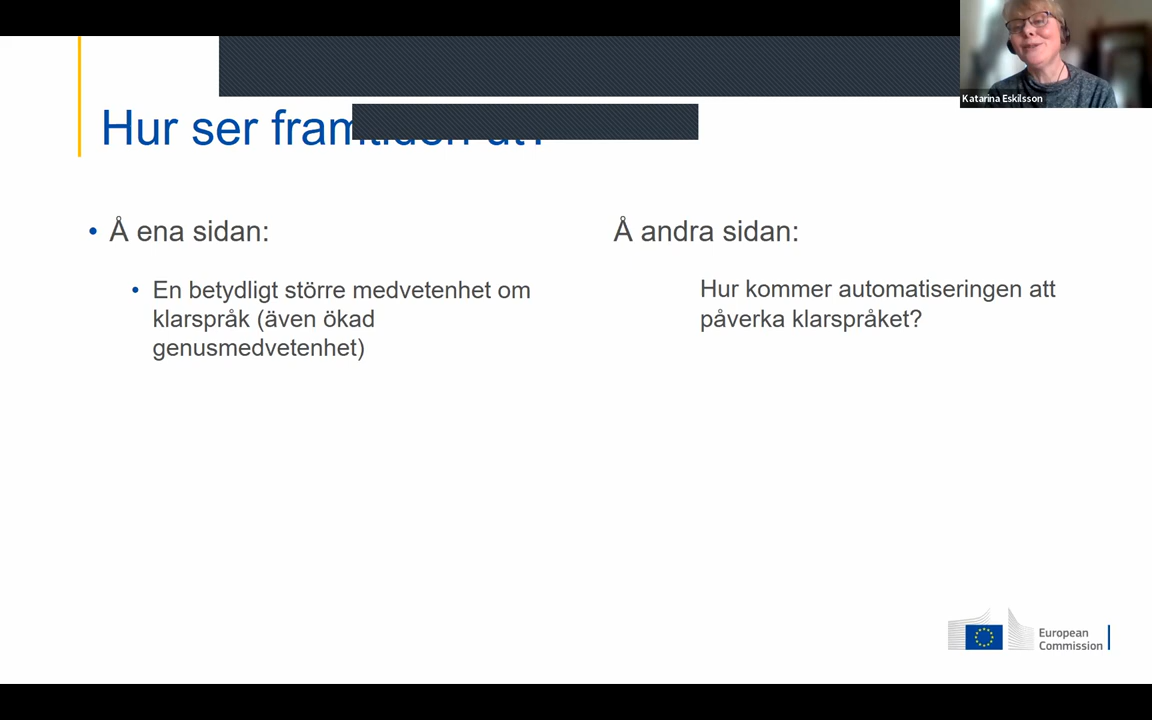 Katarina Eskilsson
Hur ser framtiden ut?
• Å ena sidan:
• En betydligt större medvetenhet om
klarspråk (även ökad
genusmedvetenhet)
Å andra sidan:
Hur kommer automatiseringen att
påverka klarspråket?
European
Commission